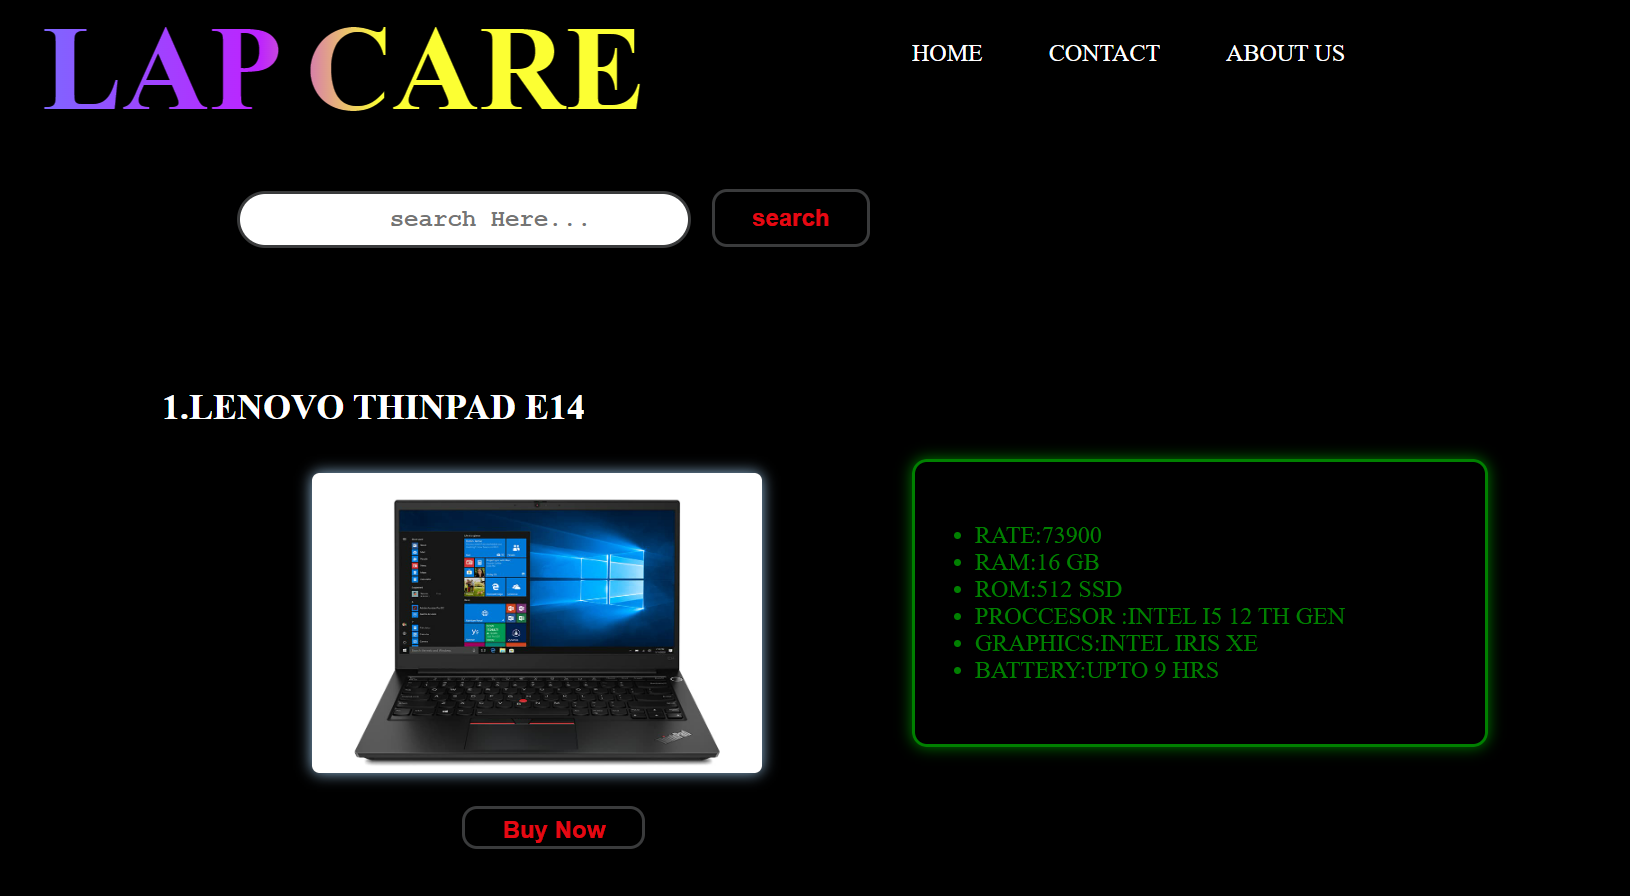 LAP CARE
HOME
CONTACT
ABOUT US
search Here...
search
1.LENOVO THINPAD E14
RATE:73900
RAM:16 GB
ROM:512 SSD
PROCCESOR :INTEL I5 12 TH GEN
GRAPHICS:INTEL IRIS XE
BATTERY:UPTO 9 HRS
Buy Now